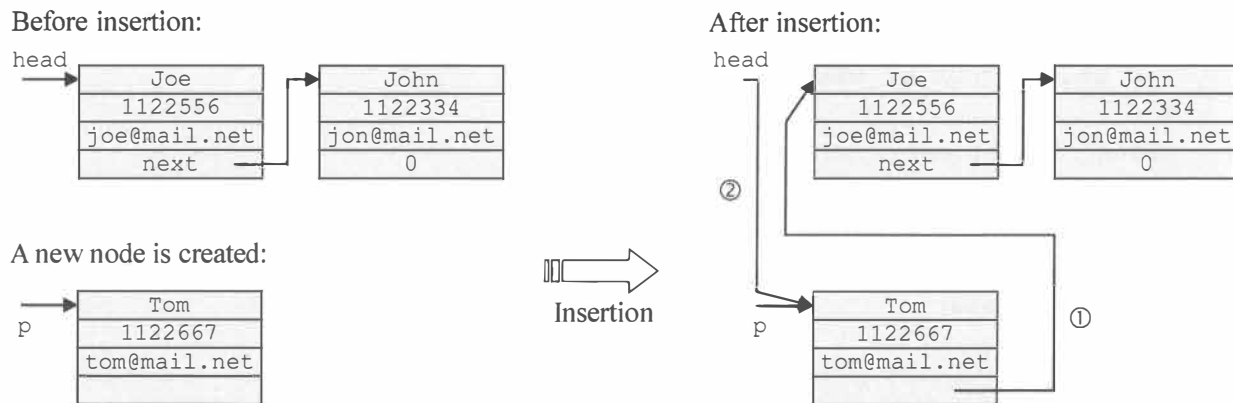 Before insertion:
head
Joe
1122556
joe@mail.net
next
John
1122334
jon@mail.net
0
A new node is created:
p
Tom
1122667
tom@mail.net
Insertion
After insertion:
head
Joe
1122556
joe@mail.net
next
John
1122334
jon@mail.net
0
②
p
Tom
1122667
tom@mail.net
①